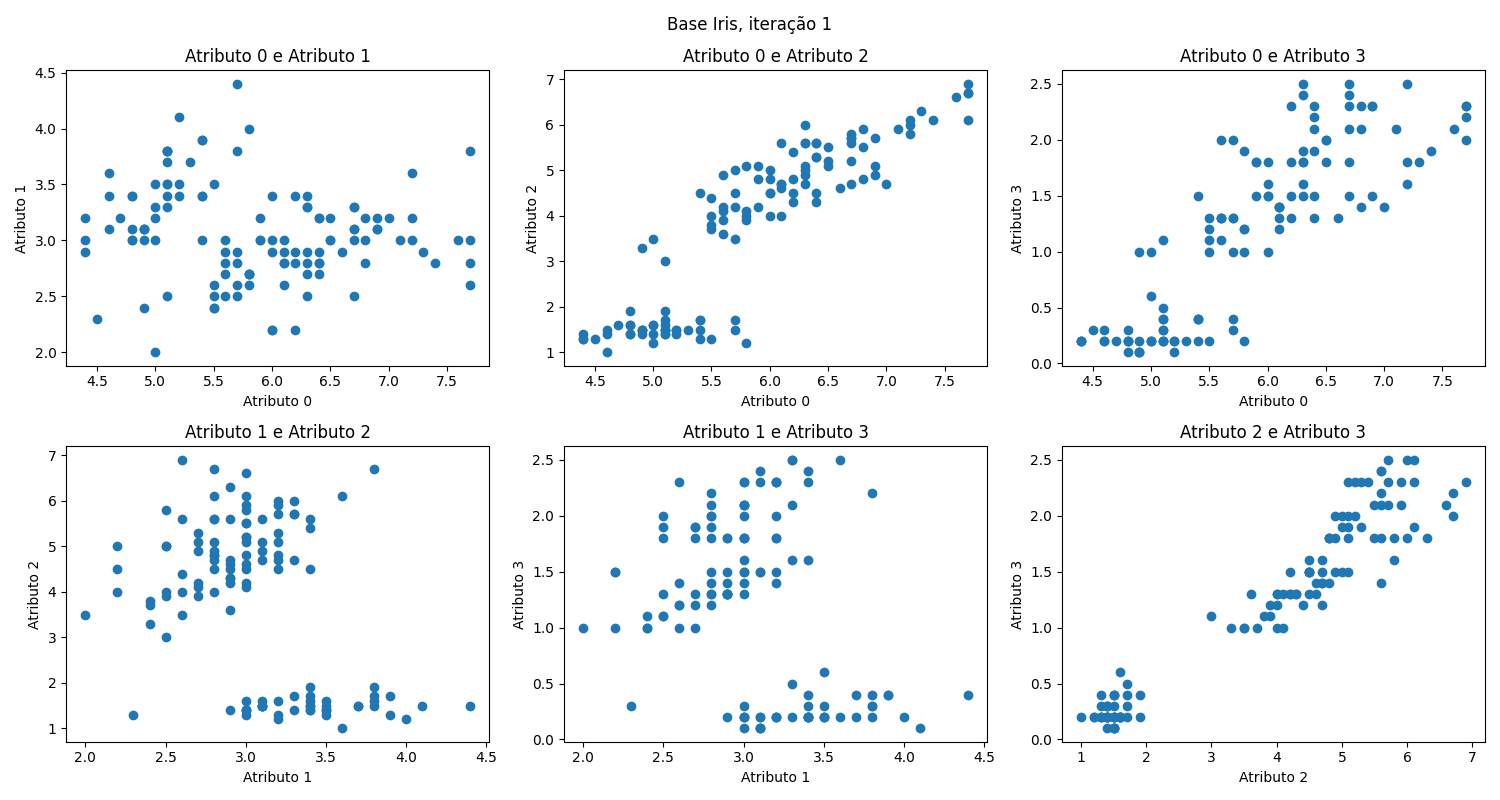 Base Iris, iteração 1
Atributo 0 e Atributo 1
4.5
4.0
3.5
3.0
2.5
2.0
Atributo 1
4.5 5.0 5.5 6.0 6.5 7.0 7.5
Atributo 0
Atributo 0 e Atributo 2
7
6
5
4
3
2
1
Atributo 2
4.5 5.0 5.5 6.0 6.5 7.0 7.5
Atributo 0
Atributo 0 e Atributo 3
2.5
2.0
1.5
1.0
0.5
0.0
Atributo 3
4.5 5.0 5.5 6.0 6.5 7.0 7.5
Atributo 0
Atributo 1 e Atributo 2
7
6
5
4
3
2
1
Atributo 2
2.0 2.5 3.0 3.5 4.0 4.5
Atributo 1
Atributo 1 e Atributo 3
2.5
2.0
1.5
1.0
0.5
0.0
Atributo 3
2.0 2.5 3.0 3.5 4.0 4.5
Atributo 1
Atributo 2 e Atributo 3
2.5
2.0
1.5
1.0
0.5
0.0
Atributo 3
1 2 3 4 5 6 7
Atributo 2